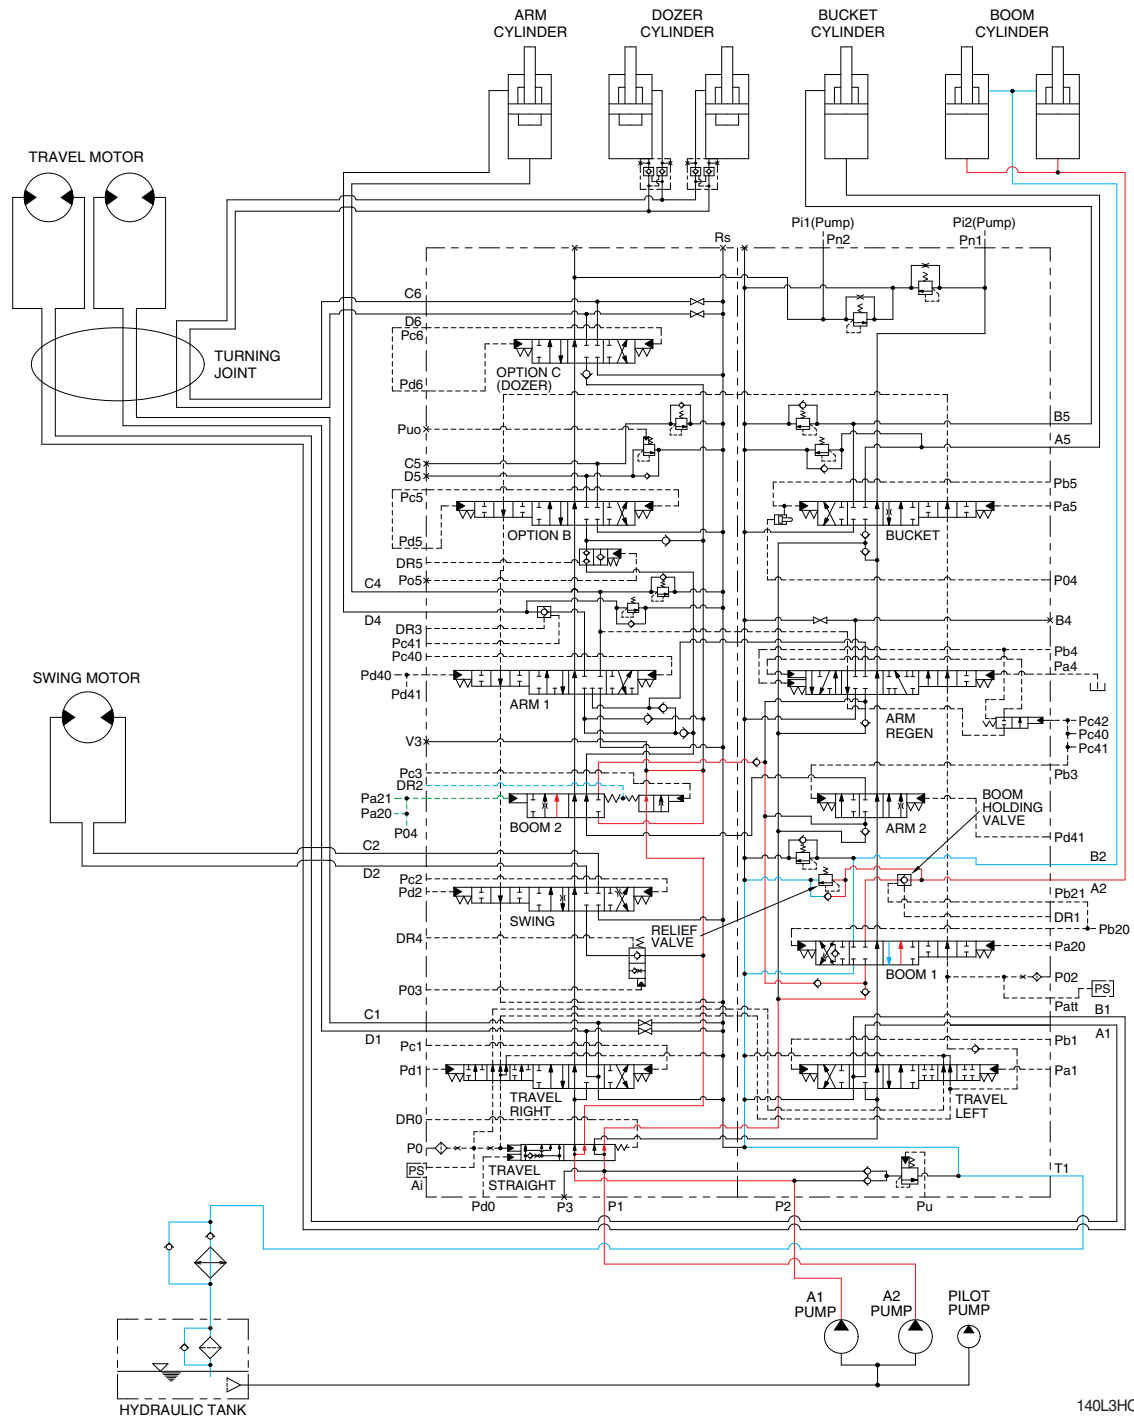 ARM
CYLINDER
DOZER
CYLINDER
BUCKET
CYLINDER
BOOM
CYLINDER
TRAVEL MOTOR
TURNING
JOINT
Pi1(Pump)
Pn2
Pi2(Pump)
Pn1
Rs
C6
D6
Pc6
Pd6
OPTION C
(DOZER)
Puo
C5
D5
Pc5
Pd5
OPTION B
BUCKET
B5
A5
Pb5
Pa5
DR5
Po5
P04
C4
D4
DR3
Pc41
Pc40
Pd40
Pd41
ARM 1
B4
Pb4
Pa4
ARM
REGEN
Pc42
Pc40
Pc41
Pb3
SWING MOTOR
V3
Pc3
DR2
Pa21
Pa20
P04
BOOM 2
ARM 2
BOOM
HOLDING
VALVE
Pd41
C2
D2
Pc2
Pd2
SWING
B2
A2
Pb21
DR1
Pb20
RELIEF
VALVE
DR4
P03
BOOM 1
Pa20
P02
PS
Patt
C1
D1
Pc1
Pd1
TRAVEL
RIGHT
B1
A1
Pb1
Pa1
TRAVEL
LEFT
DR0
P0
PS
Ai
TRAVEL
STRAIGHT
Pd0
P3
P1
P2
Pu
T1
A1
PUMP
A2
PUMP
PILOT
PUMP
HYDRAULIC TANK
140L3HC